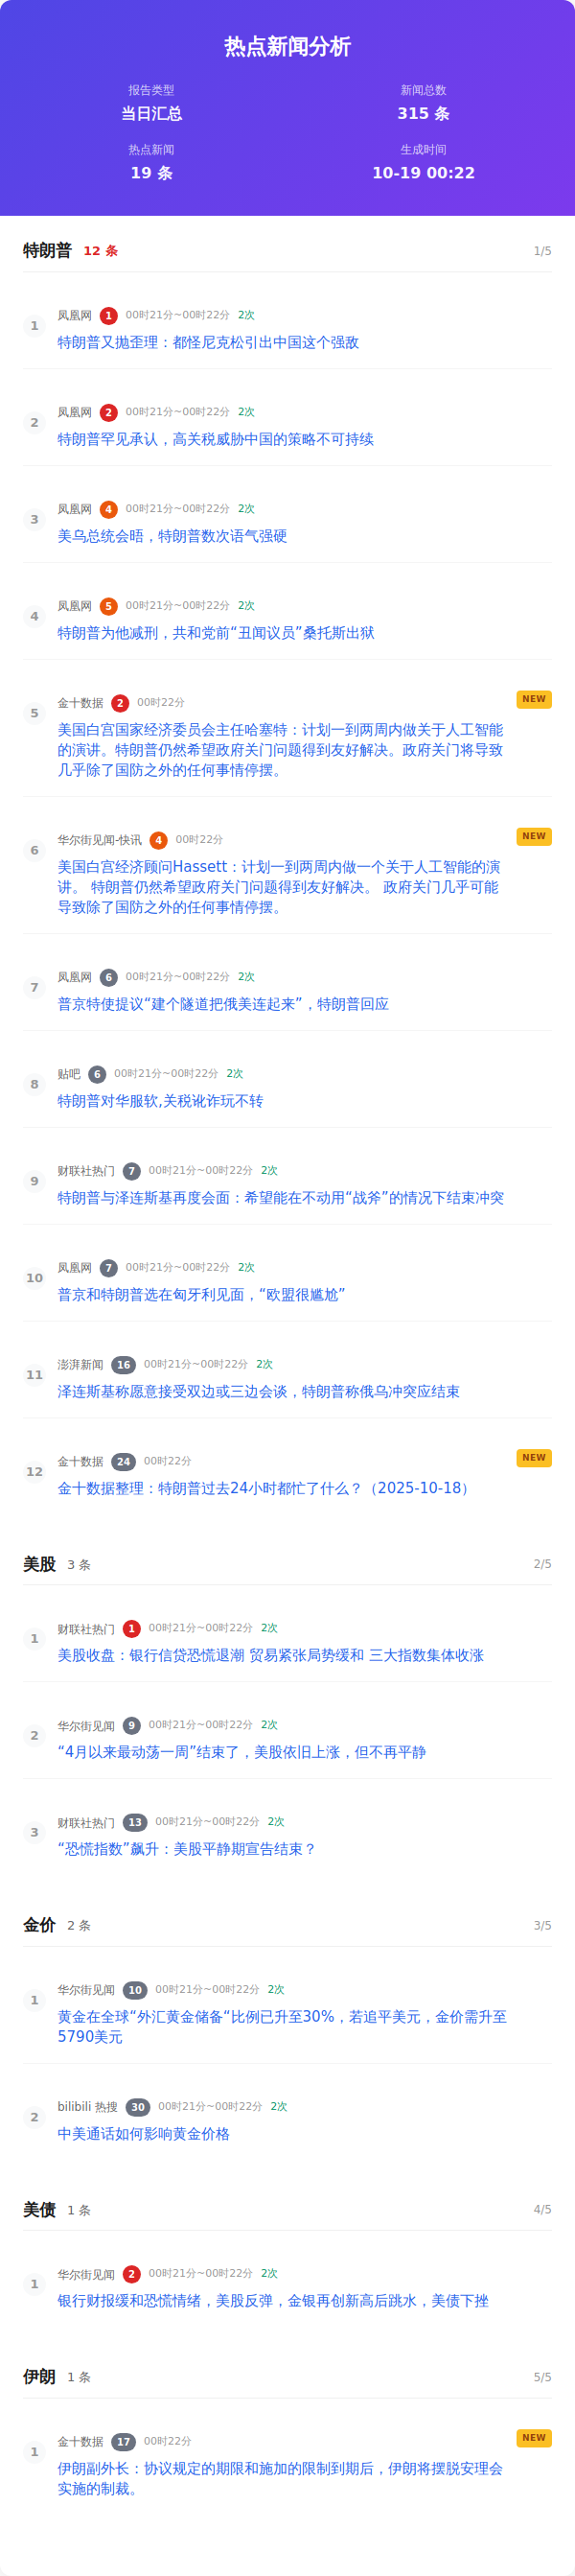 热点新闻分析
报告类型
新闻总数
当日汇总
315 条
热点新闻
生成时间
19 条
10-19 00:22
特朗普 12 条 1/5
1 凤凰网 1 00时21分~00时22分 2次
特朗普又抛歪理：都怪尼克松引出中国这个强敌
2 凤凰网 2 00时21分~00时22分 2次
特朗普罕见承认，高关税威胁中国的策略不可持续
3 凤凰网 4 00时21分~00时22分 2次
美乌总统会晤，特朗普数次语气强硬
4 凤凰网 5 00时21分~00时22分 2次
特朗普为他减刑，共和党前“丑闻议员”桑托斯出狱
5 金十数据 2 00时22分 NEW
美国白宫国家经济委员会主任哈塞特：计划一到两周内做关于人工智能
的演讲。特朗普仍然希望政府关门问题得到友好解决。政府关门将导致
几乎除了国防之外的任何事情停摆。
6 华尔街见闻-快讯 4 00时22分 NEW
美国白宫经济顾问Hassett：计划一到两周内做一个关于人工智能的演
讲。 特朗普仍然希望政府关门问题得到友好解决。 政府关门几乎可能
导致除了国防之外的任何事情停摆。
7 凤凰网 6 00时21分~00时22分 2次
普京特使提议“建个隧道把俄美连起来”，特朗普回应
8 贴吧 6 00时21分~00时22分 2次
特朗普对华服软,关税讹诈玩不转
9 财联社热门 7 00时21分~00时22分 2次
特朗普与泽连斯基再度会面：希望能在不动用“战斧”的情况下结束冲突
10 凤凰网 7 00时21分~00时22分 2次
普京和特朗普选在匈牙利见面，“欧盟很尴尬”
11 澎湃新闻 16 00时21分~00时22分 2次
泽连斯基称愿意接受双边或三边会谈，特朗普称俄乌冲突应结束
12 金十数据 24 00时22分 NEW
金十数据整理：特朗普过去24小时都忙了什么？（2025-10-18）
美股 3 条 2/5
1 财联社热门 1 00时21分~00时22分 2次
美股收盘：银行信贷恐慌退潮 贸易紧张局势缓和 三大指数集体收涨
2 华尔街见闻 9 00时21分~00时22分 2次
“4月以来最动荡一周”结束了，美股依旧上涨，但不再平静
3 财联社热门 13 00时21分~00时22分 2次
“恐慌指数”飙升：美股平静期宣告结束？
金价 2 条 3/5
1 华尔街见闻 10 00时21分~00时22分 2次
黄金在全球“外汇黄金储备“比例已升至30%，若追平美元，金价需升至
5790美元
2 bilibili 热搜 30 00时21分~00时22分 2次
中美通话如何影响黄金价格
美债 1 条 4/5
1 华尔街见闻 2 00时21分~00时22分 2次
银行财报缓和恐慌情绪，美股反弹，金银再创新高后跳水，美债下挫
伊朗 1 条 5/5
1 金十数据 17 00时22分 NEW
伊朗副外长：协议规定的期限和施加的限制到期后，伊朗将摆脱安理会
实施的制裁。